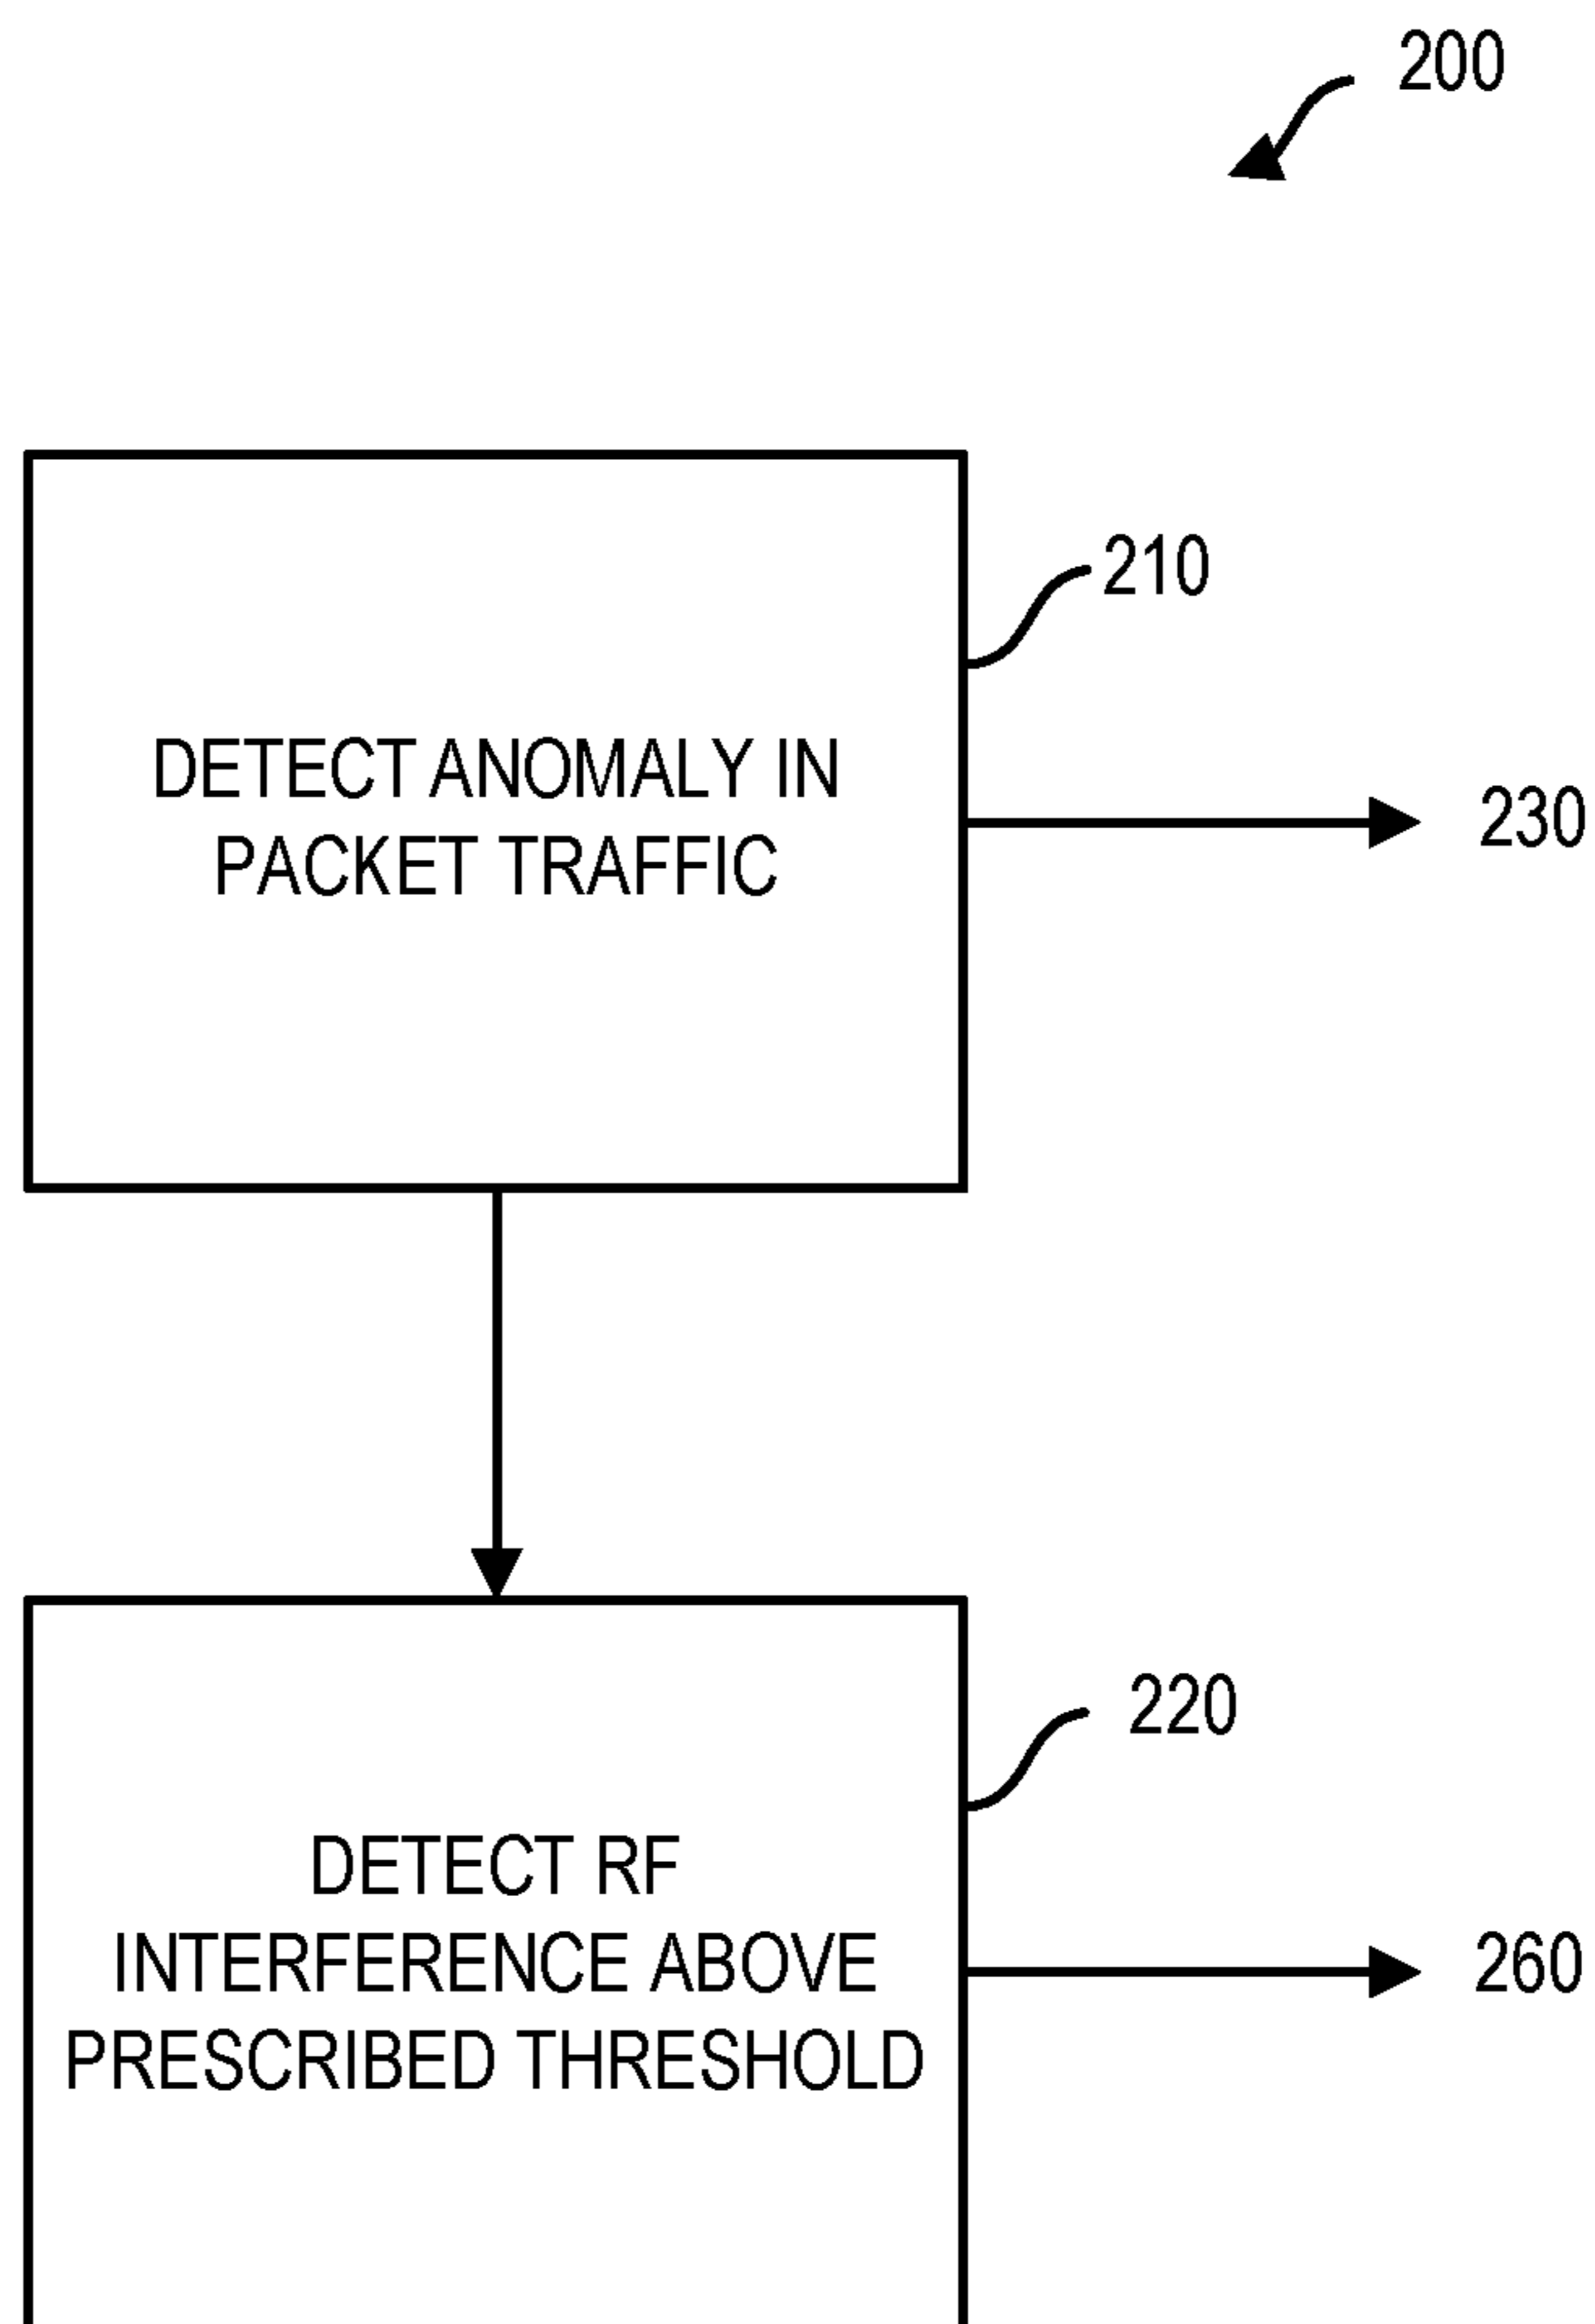 200
210
DETECT ANOMALY IN
PACKET TRAFFIC
230
220
DETECT RF
INTERFERENCE ABOVE
PRESCRIBED THRESHOLD
260